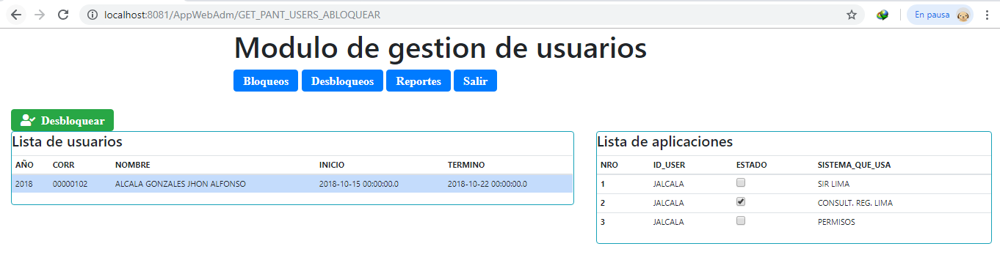 localhost:8081/AppWebAdm/GET_PANT_USERS_ABLOQUEAR
En pausa
Modulo de gestion de usuarios
Bloqueos Desbloqueos Reportes Salir
Desbloquear
Lista de usuarios
AÑO CORR NOMBRE INICIO TERMINO
2018 00000102 ALCALA GONZALES JHON ALFONSO 2018-10-15 00:00:00.0 2018-10-22 00:00:00.0
Lista de aplicaciones
NRO ID_USER ESTADO SISTEMA_QUE_USA
1 JALCALA SIR LIMA
2 JALCALA CONSULT. REG. LIMA
3 JALCALA PERMISOS